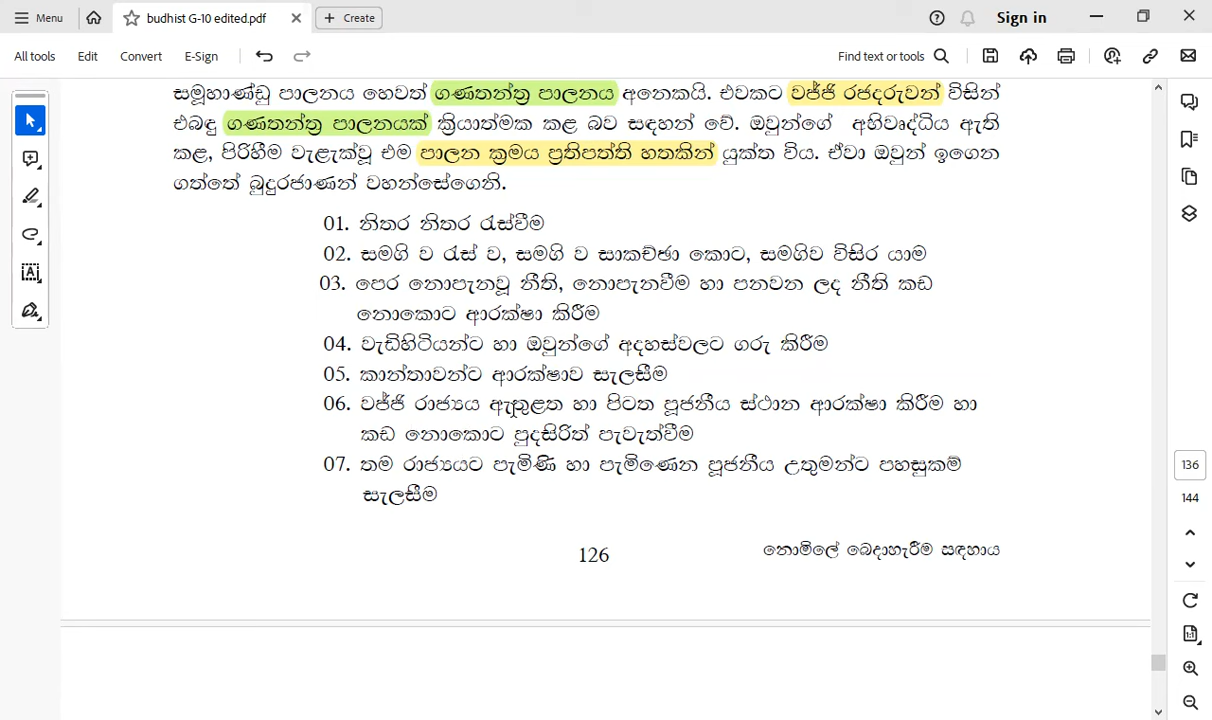 Menu
budhist G-10 edited.pdf
Create
Sign in
All tools
Edit
Convert
E-Sign
Find text or tools
සමූහාණ්ඩු පාලනය හෙවත් ගණතන්ත්‍ර පාලනය අනෙකයි. එවකට වජ්ජි රජදරුවන් විසින්
එබඳු ගණතන්ත්‍ර පාලනයක් ක්‍රියාත්මක කළ බව සඳහන් වේ. ඔවුන්ගේ අභිවෘද්ධිය ඇති
කළ, පිරිහීම වැළැක්වූ එම පාලන ක්‍රමය ප්‍රතිපත්ති හතකින් යුක්ත විය. ඒවා ඔවුන් ඉගෙන
ගත්තේ බුදුරජාණන් වහන්සේගෙනි.
01. නිතර නිතර රැස්වීම
02. සමගි ව රැස් ව, සමගි ව සාකච්ඡා කොට, සමගිව විසිර යාම
03. පෙර නොපැනවූ නීති, නොපැනවීම හා පනවන ලද නීති කඩ
නොකොට ආරක්ෂා කිරීම
04. වැඩිහිටියන්ට හා ඔවුන්ගේ අදහස්වලට ගරු කිරීම
05. කාන්තාවන්ට ආරක්ෂාව සැලසීම
06. වජ්ජි රාජ්‍යය ඇතුළත හා පිටත පූජනීය ස්ථාන ආරක්ෂා කිරීම හා
කඩ නොකොට පුදසිරිත් පැවැත්වීම
07. තම රාජ්‍යයට පැමිණි හා පැමිණෙන පූජනීය උතුමන්ට පහසුකම්
සැලසීම
126
නොමිලේ බෙදාහැරීම සඳහාය
136
144